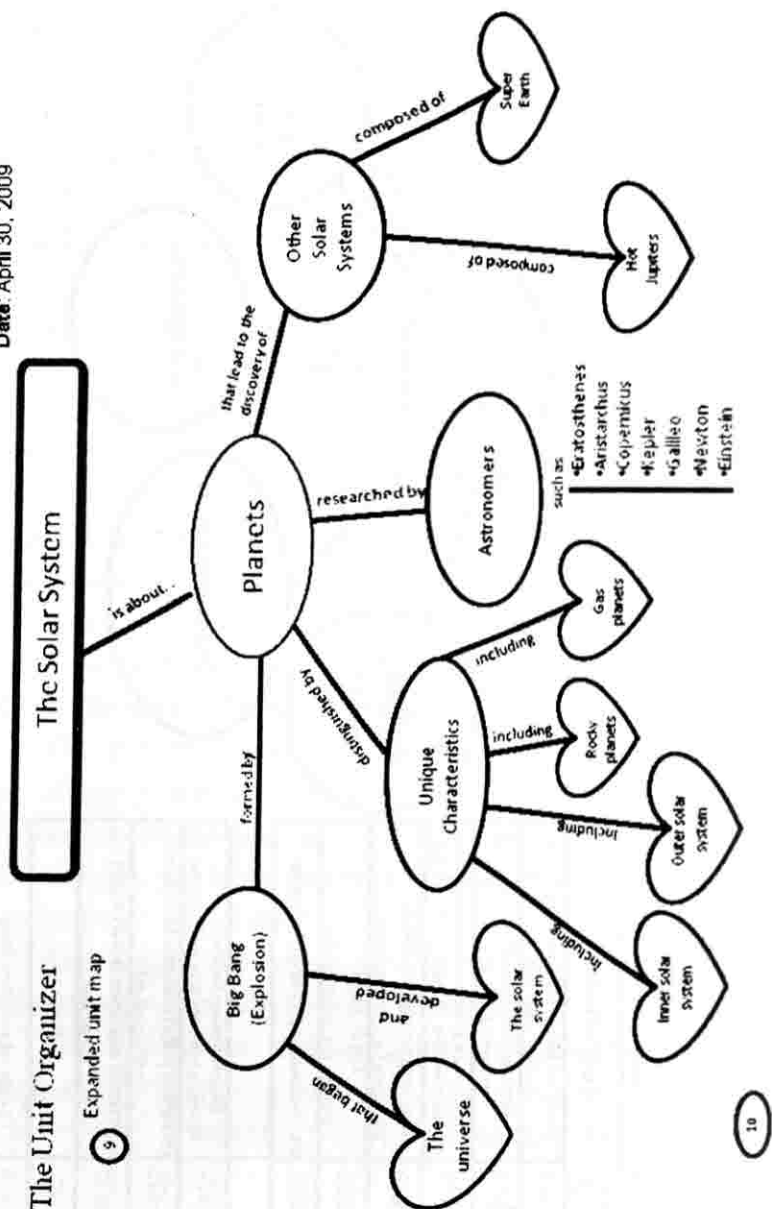 The Unit Organizer
Date: April 30, 2009
9
Expanded unit map
The Solar System
is about...
Planets
formed by
distinguished by
researched by
that lead to the
discovery of
Big Bang
(Explosion)
that began
The
universe
and
developed
The solar
system
Unique
Characteristics
including
Inner solar
system
including
Outer solar
system
including
Rocky
planets
including
Gas
planets
Astronomers
such as
•Eratosthenes
•Aristarchus
•Copernicus
•Kepler
•Galileo
•Newton
•Einstein
Other
Solar
Systems
composed of
Hot
Jupiters
composed of
Super
Earth
10